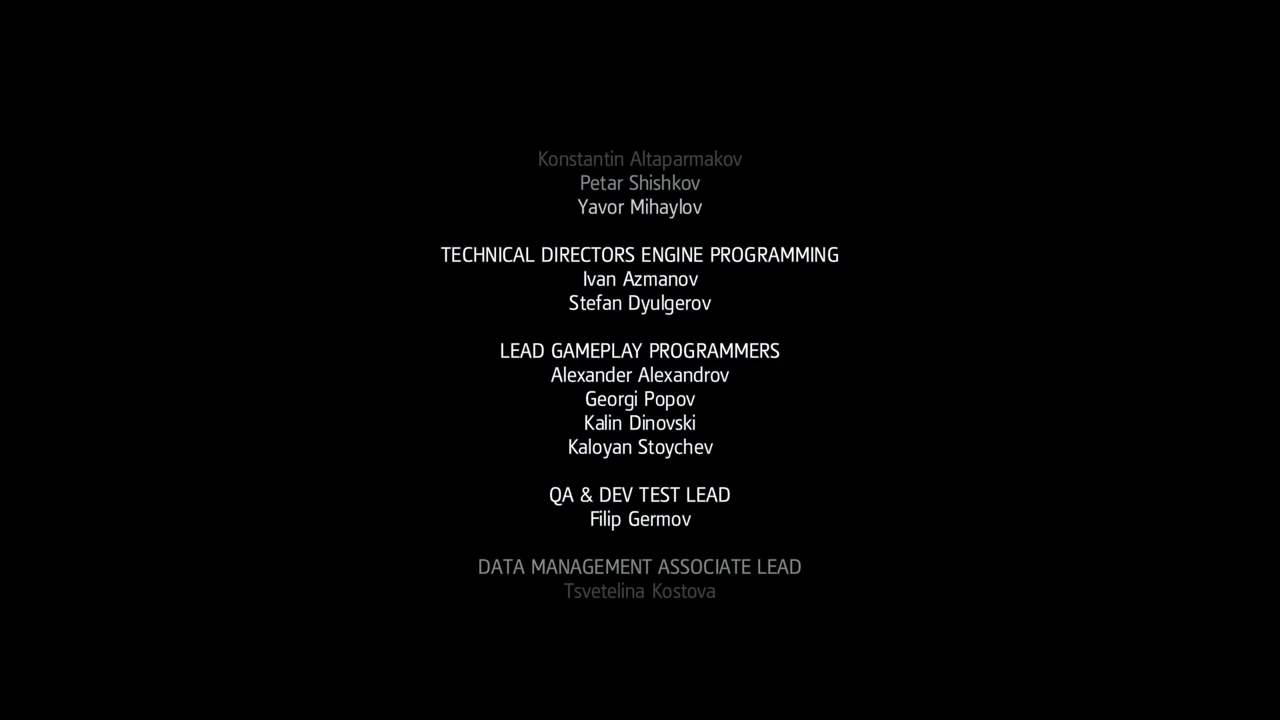 Konstantin Altaparmakov
Petar Shishkov
Yavor Mihaylov
TECHNICAL DIRECTORS ENGINE PROGRAMMING
Ivan Azmanov
Stefan Dyulgerov
LEAD GAMEPLAY PROGRAMMERS
Alexander Alexandrov
Georgi Popov
Kalin Dinovski
Kaloyan Stoychev
QA & DEV TEST LEAD
Filip Germov
DATA MANAGEMENT ASSOCIATE LEAD
Tsvetelina Kostova